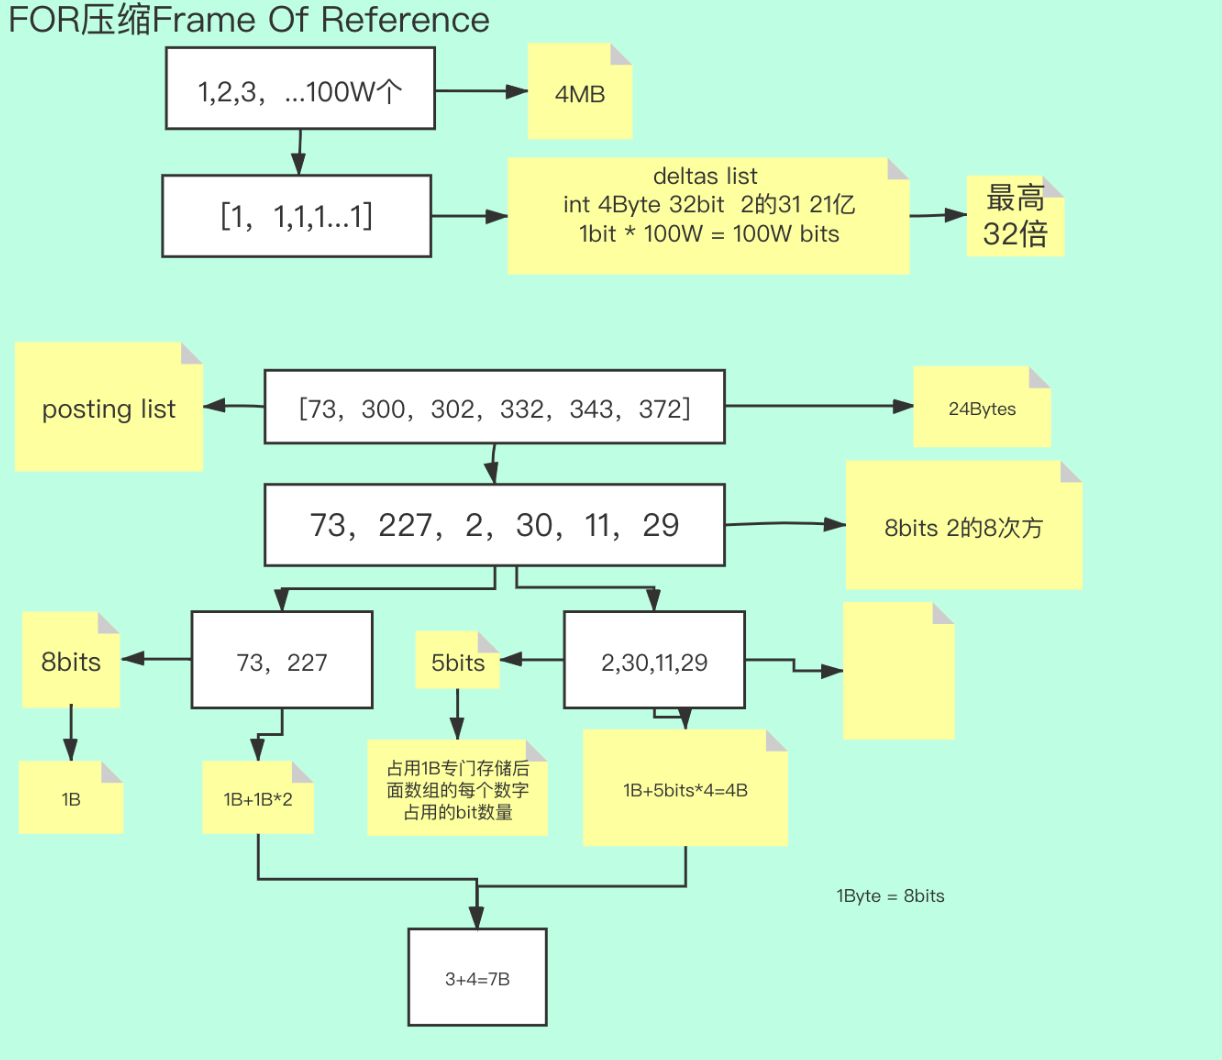 FOR压缩Frame Of Reference
1,2,3，...100W个
4MB
[1，1,1,1...1]
deltas list
int 4Byte 32bit  2的31 21亿
1bit * 100W = 100W bits
最高
32倍
posting list
[73，300，302，332，343，372]
24Bytes
73，227，2，30，11，29
8bits 2的8次方
8bits
73，227
5bits
2,30,11,29
1B
1B+1B*2
占用1B专门存储后
面数组的每个数字
占用的bit数量
1B+5bits*4=4B
1Byte = 8bits
3+4=7B